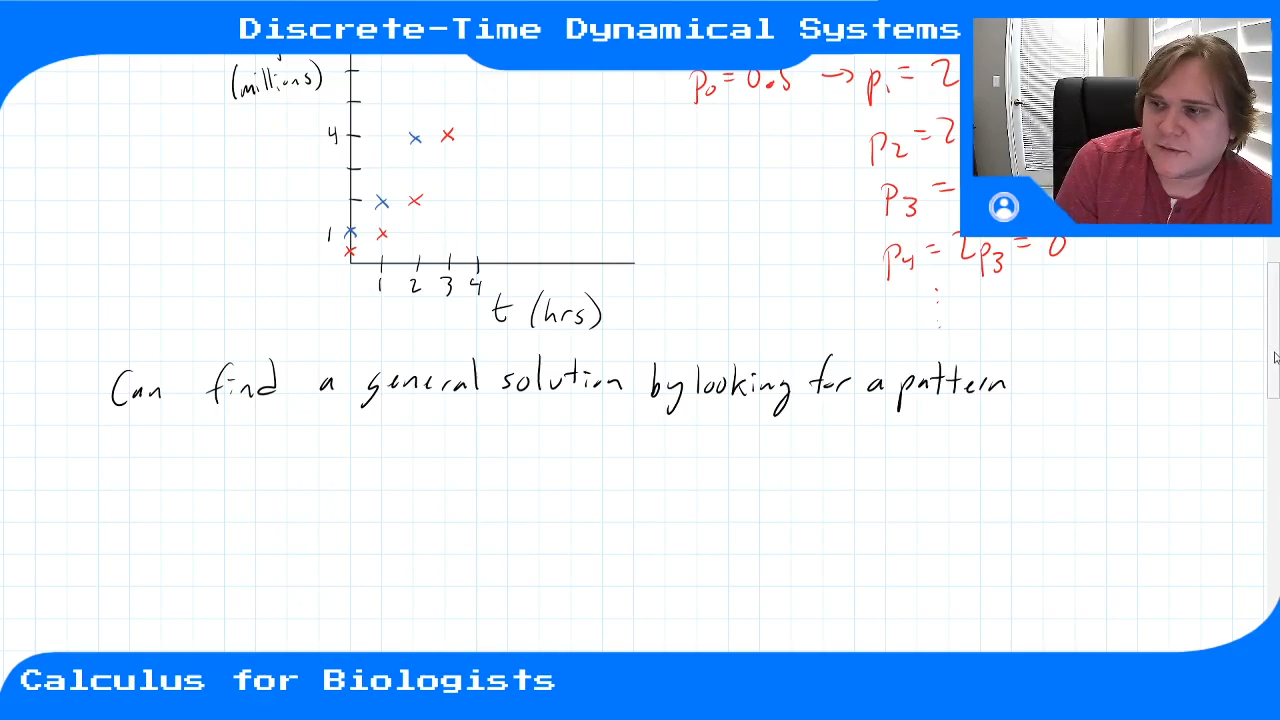 Discrete-Time Dynamical Systems
(millions)
4
1
1 2 3 4
t (hrs)
p₀ = 0.5 → p₁ = 2
p₂ = 2
p₃ =
p₄ = 2p₃ =
⋮
Can find a general solution by looking for a pattern
Calculus for Biologists